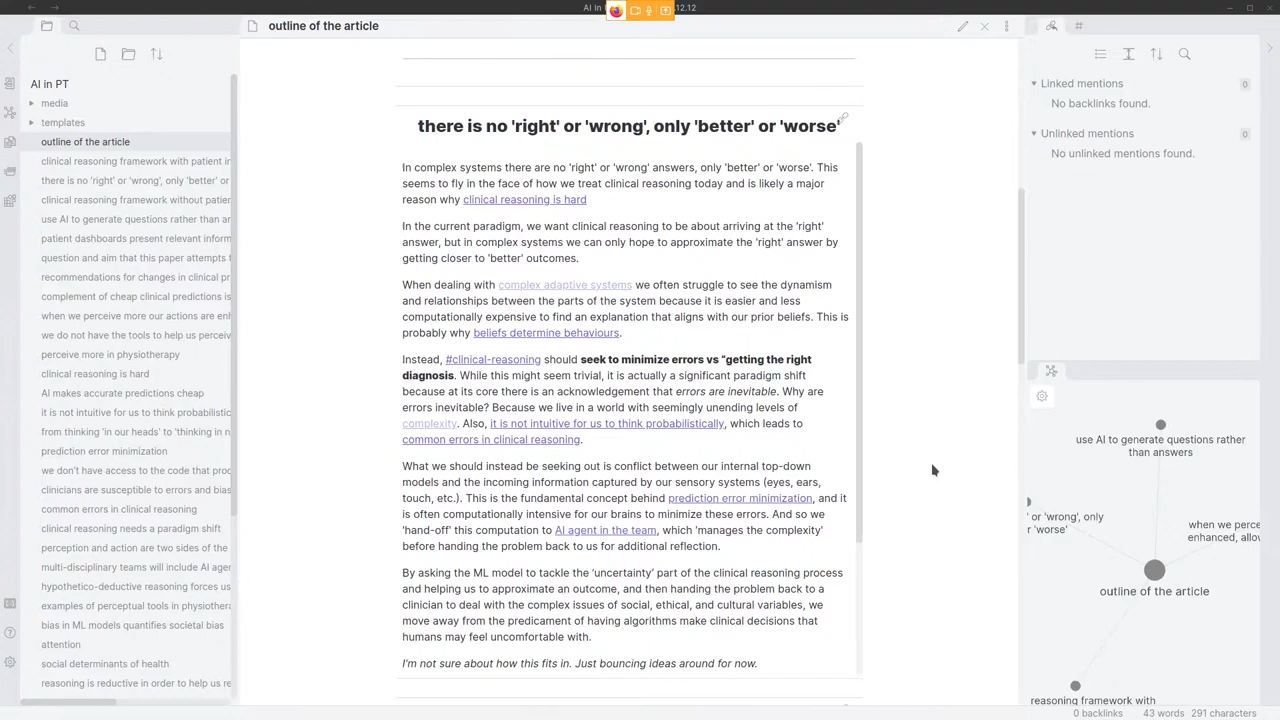 AI in
.12.12
outline of the article
AI in PT
media
templates
outline of the article
clinical reasoning framework with patient in
there is no 'right' or 'wrong', only 'better' or
clinical reasoning framework without patien
use AI to generate questions rather than ar
patient dashboards present relevant inform
question and aim that this paper attempts t
recommendations for changes in clinical pr
complement of cheap clinical predictions is
when we perceive more our actions are enh
we do not have the tools to help us perceiv
perceive more in physiotherapy
clinical reasoning is hard
AI makes accurate predictions cheap
it is not intuitive for us to think probabilistic
from thinking 'in our heads' to 'thinking in n
prediction error minimization
we don't have access to the code that proc
clinicians are susceptible to errors and bias
common errors in clinical reasoning
clinical reasoning needs a paradigm shift
perception and action are two sides of the
multi-disciplinary teams will include AI agen
hypothetico-deductive reasoning forces us
examples of perceptual tools in physiothera
bias in ML models quantifies societal bias
attention
social determinants of health
reasoning is reductive in order to help us re
there is no 'right' or 'wrong', only 'better' or 'worse'
In complex systems there are no 'right' or 'wrong' answers, only 'better' or 'worse'. This
seems to fly in the face of how we treat clinical reasoning today and is likely a major
reason why clinical reasoning is hard
In the current paradigm, we want clinical reasoning to be about arriving at the 'right'
answer, but in complex systems we can only hope to approximate the 'right' answer by
getting closer to 'better' outcomes.
When dealing with complex adaptive systems we often struggle to see the dynamism
and relationships between the parts of the system because it is easier and less
computationally expensive to find an explanation that aligns with our prior beliefs. This is
probably why beliefs determine behaviours.
Instead, #clinical-reasoning should seek to minimize errors vs “getting the right
diagnosis. While this might seem trivial, it is actually a significant paradigm shift
because at its core there is an acknowledgement that errors are inevitable. Why are
errors inevitable? Because we live in a world with seemingly unending levels of
complexity. Also, it is not intuitive for us to think probabilistically, which leads to
common errors in clinical reasoning.
What we should instead be seeking out is conflict between our internal top-down
models and the incoming information captured by our sensory systems (eyes, ears,
touch, etc.). This is the fundamental concept behind prediction error minimization, and it
is often computationally intensive for our brains to minimize these errors. And so we
'hand-off' this computation to AI agent in the team, which 'manages the complexity'
before handing the problem back to us for additional reflection.
By asking the ML model to tackle the ‘uncertainty’ part of the clinical reasoning process
and helping us to approximate an outcome, and then handing the problem back to a
clinician to deal with the complex issues of social, ethical, and cultural variables, we
move away from the predicament of having algorithms make clinical decisions that
humans may feel uncomfortable with.
I'm not sure about how this fits in. Just bouncing ideas around for now.
Linked mentions 0
No backlinks found.
Unlinked mentions 0
No unlinked mentions found.
use AI to generate questions rather
than answers
' or 'wrong', only
r 'worse'
when we perce
enhanced, allov
outline of the article
reasoning framework with
0 backlinks 43 words 291 characters